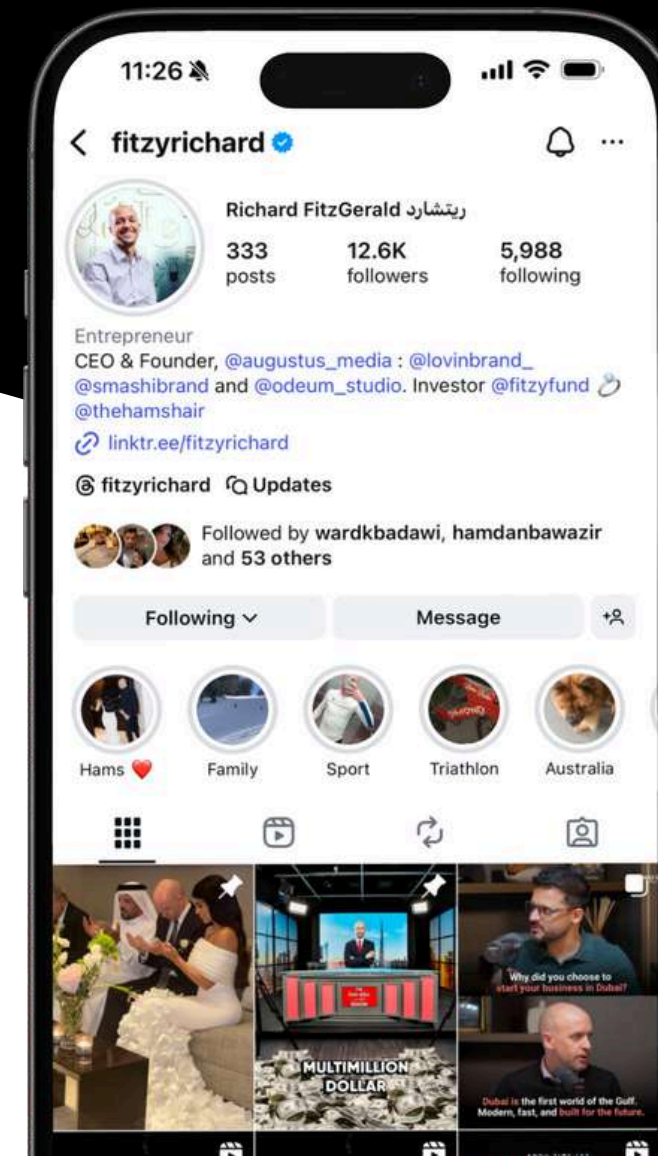 11:26
fitzyrichard
Richard FitzGerald ريتشارد
333 12.6K 5,988
posts followers following
Entrepreneur
CEO & Founder, @augustus_media : @lovinbrand_
@smashibrand and @odeum_studio. Investor @fitzyfund
@thehamshair
linktr.ee/fitzyrichard
fitzyrichard Updates
Followed by wardkbadawi, hamdanbawazir
and 53 others
Following Message
Hams ❤️ Family Sport Triathlon Australia
MULTIMILLION
DOLLAR
Why did you choose to
start your business in Dubai?
Dubai is the first world of the Gulf.
Modern, fast, and built for the future.